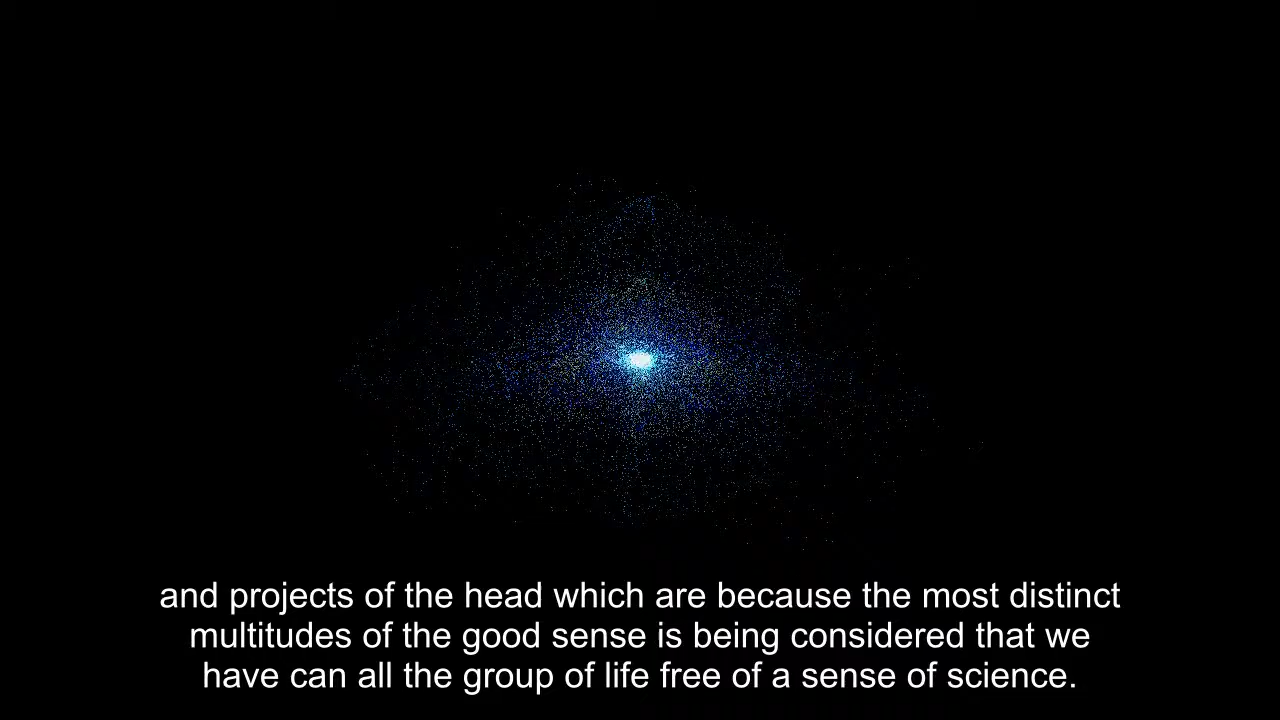 and projects of the head which are because the most distinct
multitudes of the good sense is being considered that we
have can all the group of life free of a sense of science.